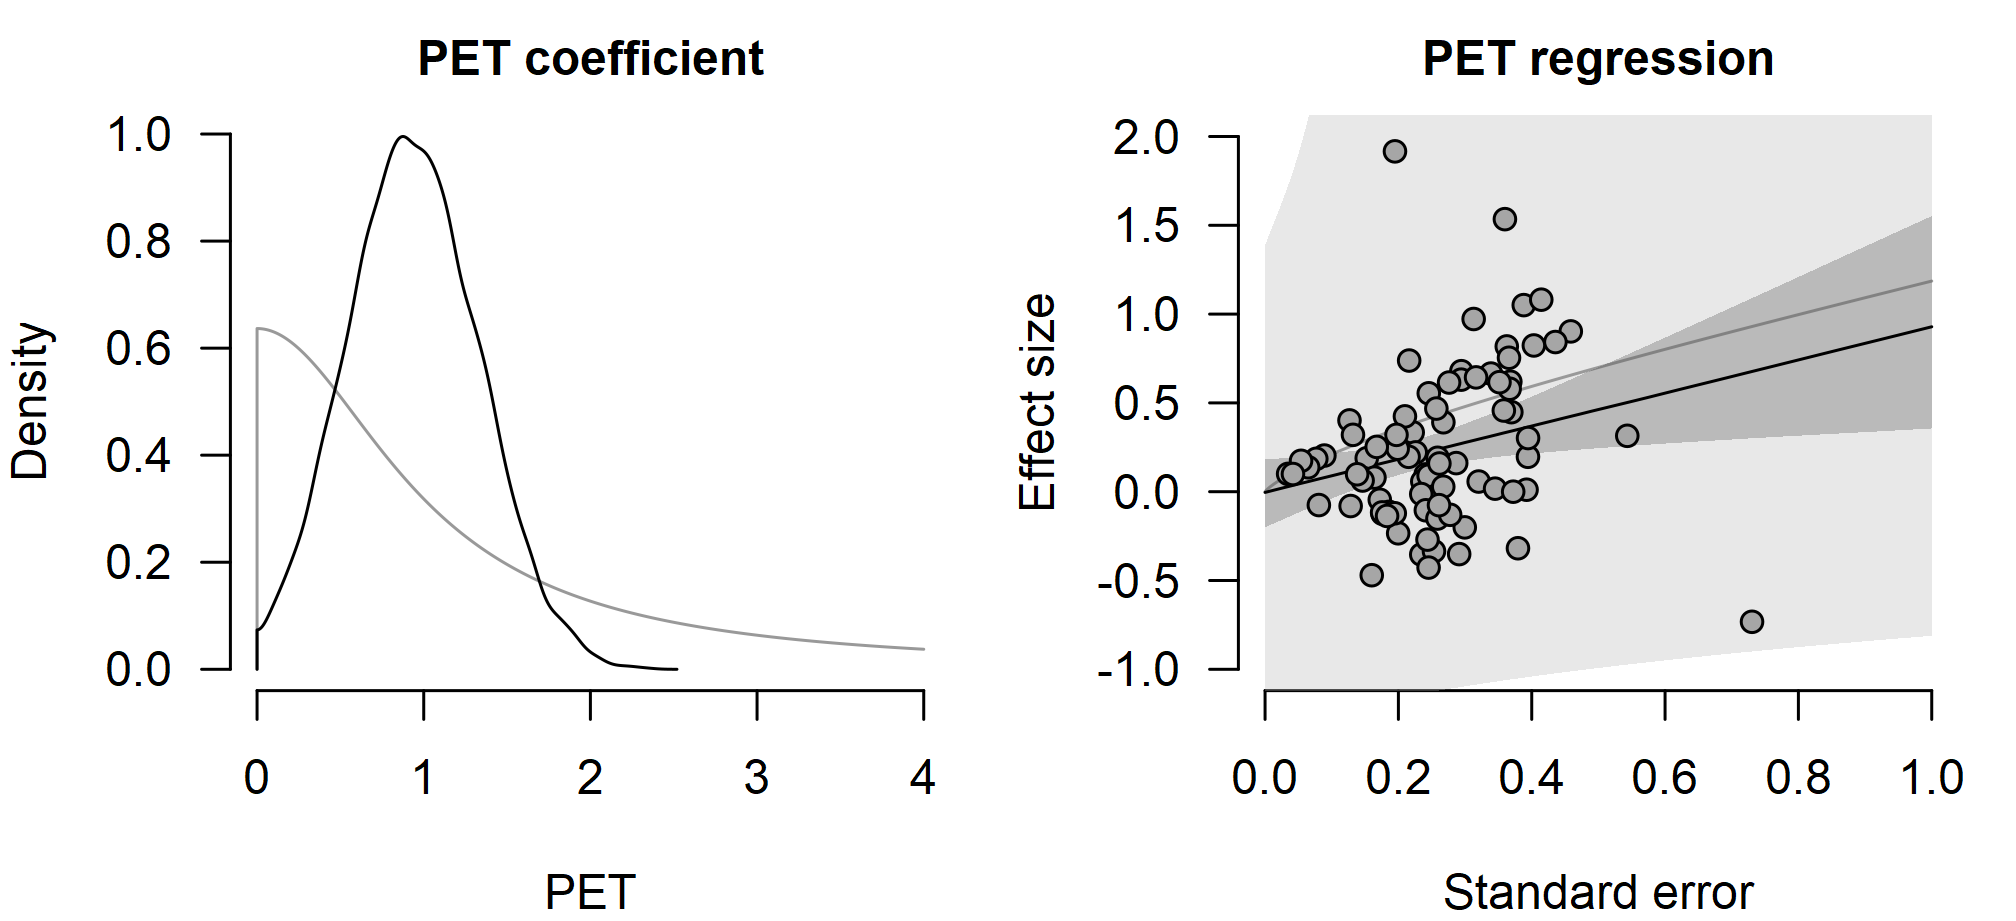 PET coefficient
1.0
0.8
0.6
0.4
0.2
0.0
Density
0 1 2 3 4
PET
PET regression
2.0
1.5
1.0
0.5
0.0
-0.5
-1.0
Effect size
0.0 0.2 0.4 0.6 0.8 1.0
Standard error